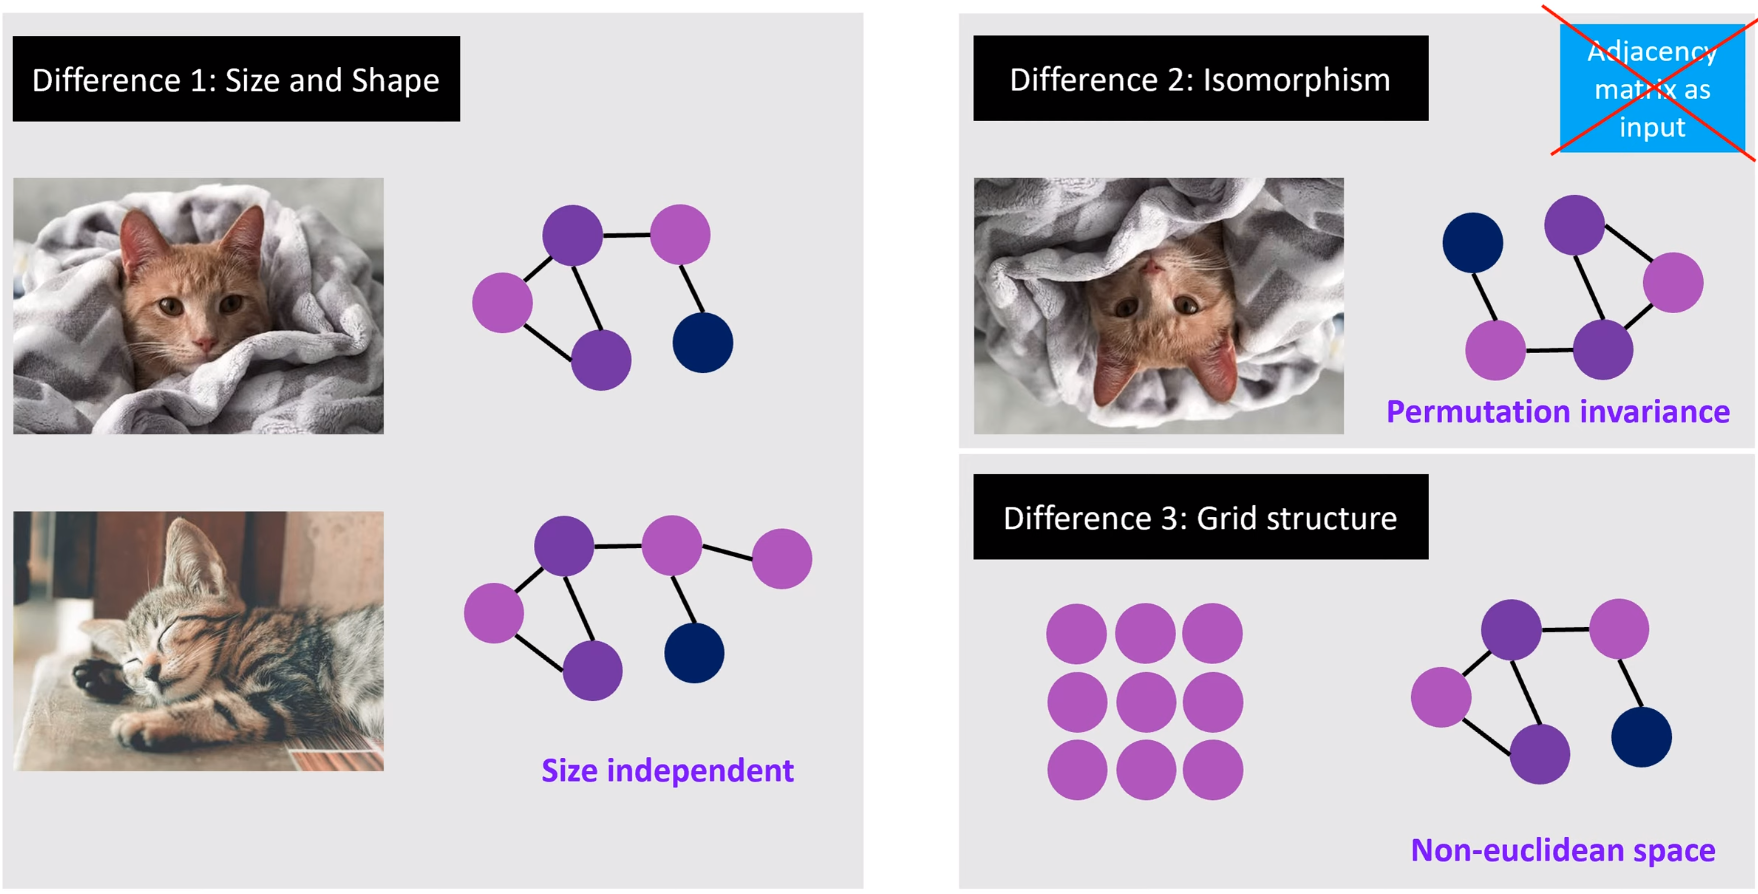 Difference 1: Size and Shape
Size independent
Difference 2: Isomorphism
Adjacency
matrix as
input
Permutation invariance
Difference 3: Grid structure
Non-euclidean space